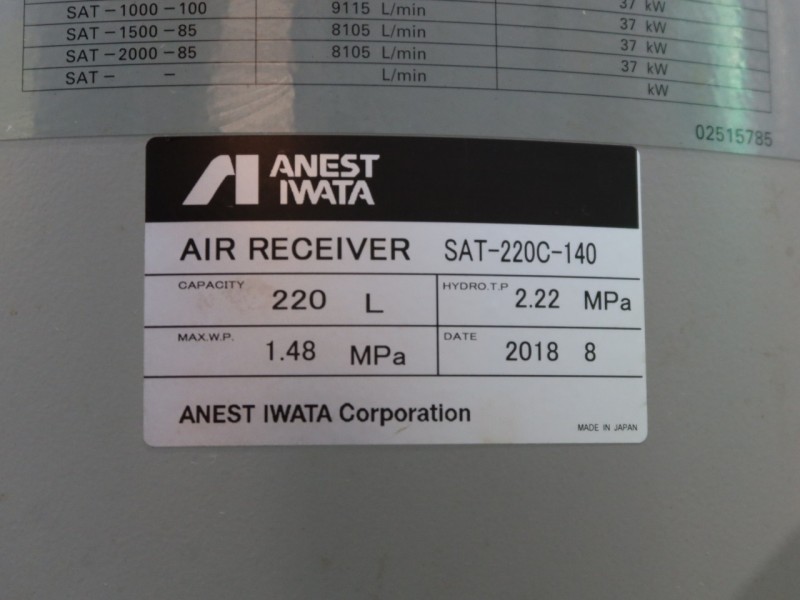 SAT-1000-100 9115 L/min 37 kW
SAT-1500-85 8105 L/min 37 kW
SAT-2000-85 8105 L/min 37 kW
SAT- - L/min 37 kW
kW
02515785
ANEST
IWATA
AIR RECEIVER SAT-220C-140
CAPACITY 220 L HYDRO.T.P 2.22 MPa
MAX.W.P. 1.48 MPa DATE 2018 8
ANEST IWATA Corporation
MADE IN JAPAN